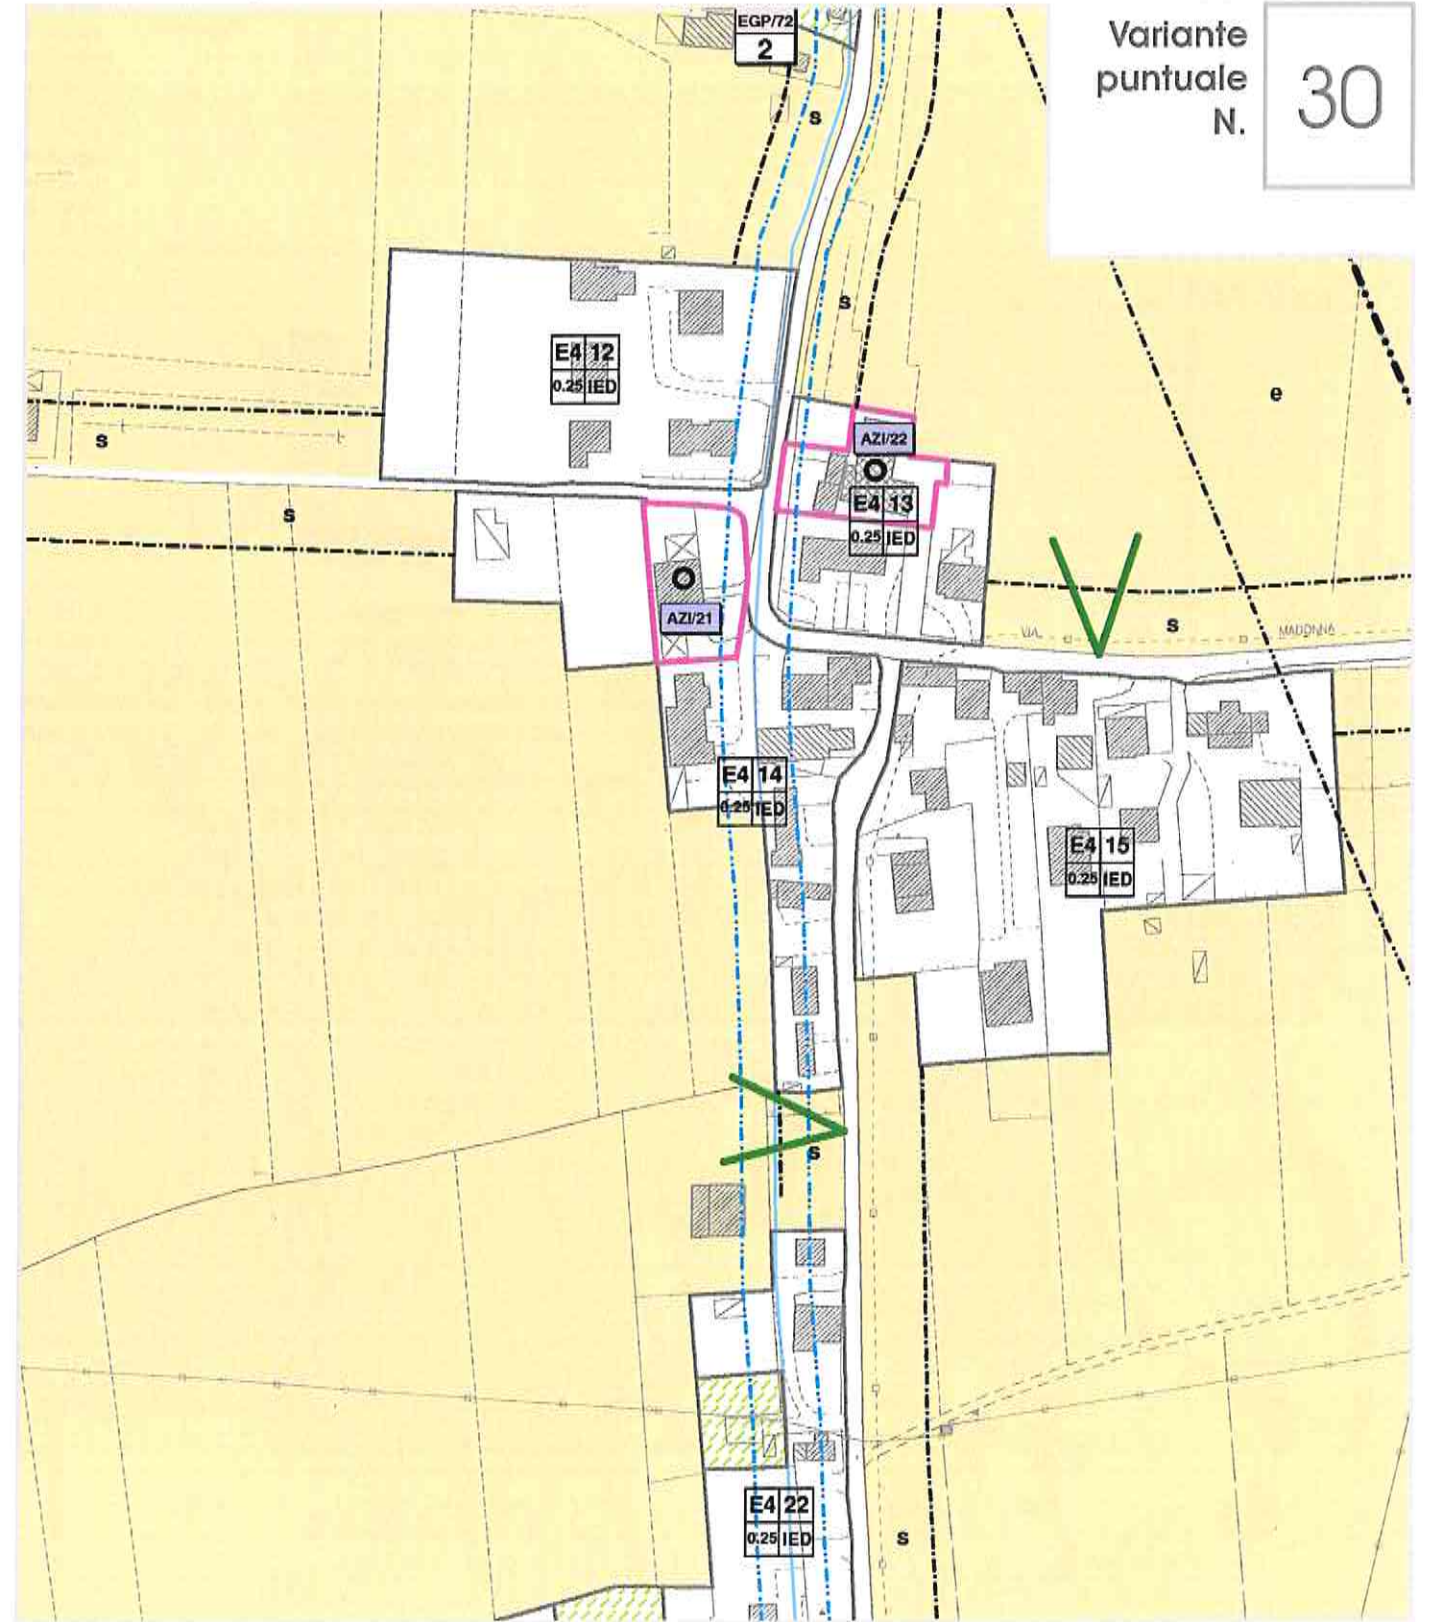 EGP/72
2
Variante
puntuale
N.
30
s
s
E4 12
0.25 IED
e
AZI/22
s
E4 13
0.25 IED
s
AZI/21
s
VIA MADONNA
E4 14
0.25 IED
E4 15
0.25 IED
s
E4 22
0.25 IED
s